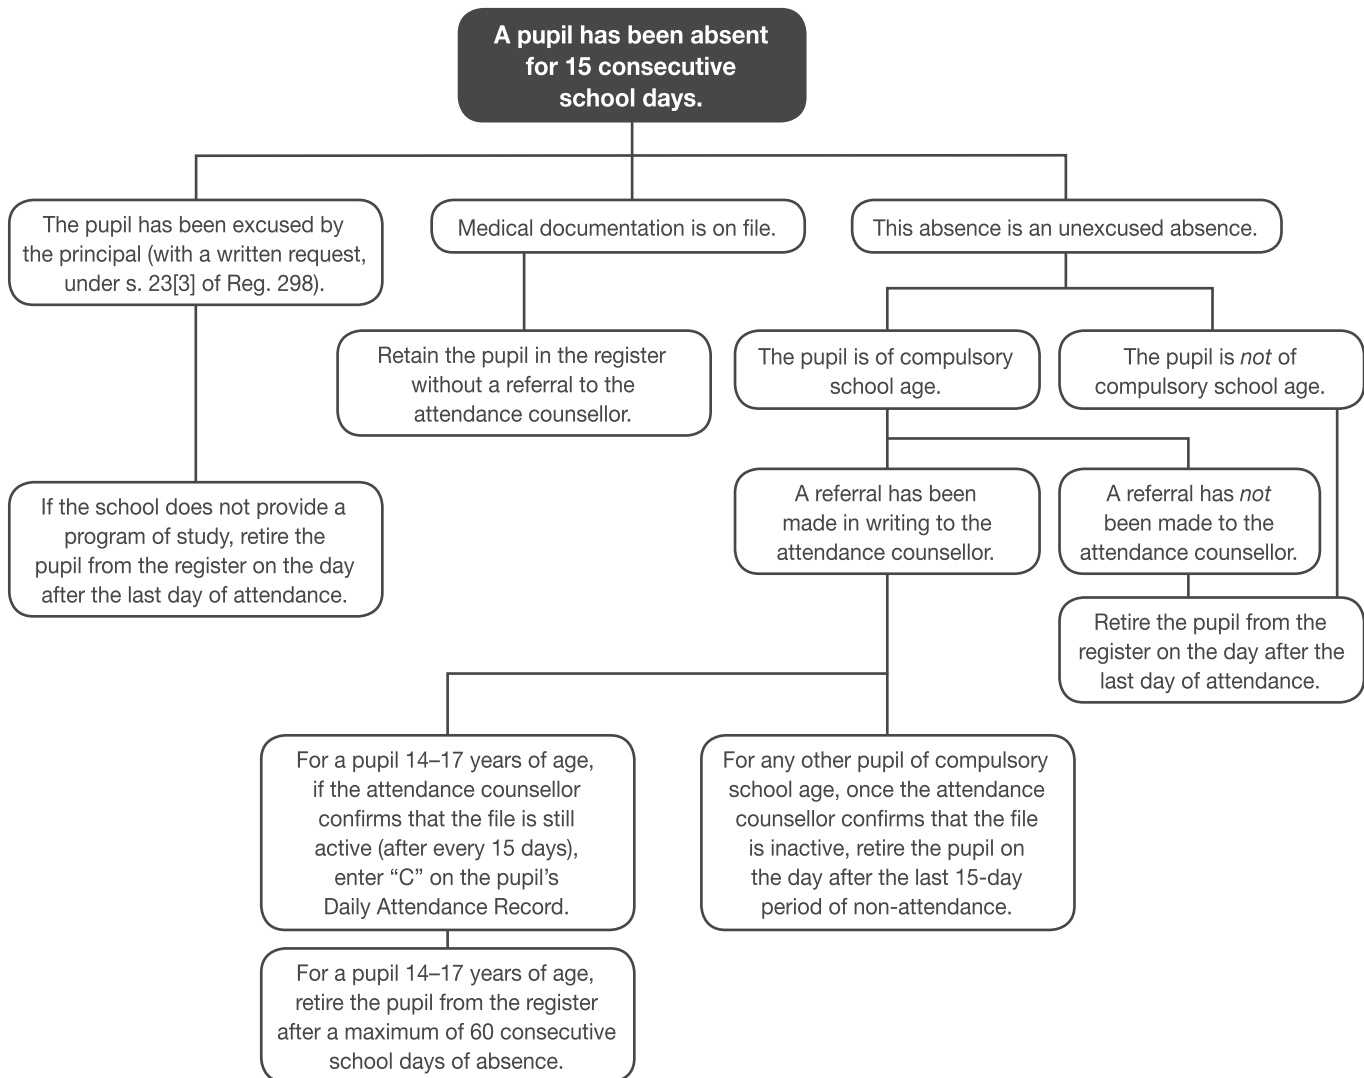 A pupil has been absent
for 15 consecutive
school days.
The pupil has been excused by
the principal (with a written request,
under s. 23[3] of Reg. 298).
Medical documentation is on file.
This absence is an unexcused absence.
Retain the pupil in the register
without a referral to the
attendance counsellor.
The pupil is of compulsory
school age.
The pupil is not of
compulsory school age.
If the school does not provide a
program of study, retire the
pupil from the register on the day
after the last day of attendance.
A referral has been
made in writing to the
attendance counsellor.
A referral has not
been made to the
attendance counsellor.
Retire the pupil from the
register on the day after the
last day of attendance.
For a pupil 14–17 years of age,
if the attendance counsellor
confirms that the file is still
active (after every 15 days),
enter “C” on the pupil’s
Daily Attendance Record.
For any other pupil of compulsory
school age, once the attendance
counsellor confirms that the file
is inactive, retire the pupil on
the day after the last 15-day
period of non-attendance.
For a pupil 14–17 years of age,
retire the pupil from the register
after a maximum of 60 consecutive
school days of absence.